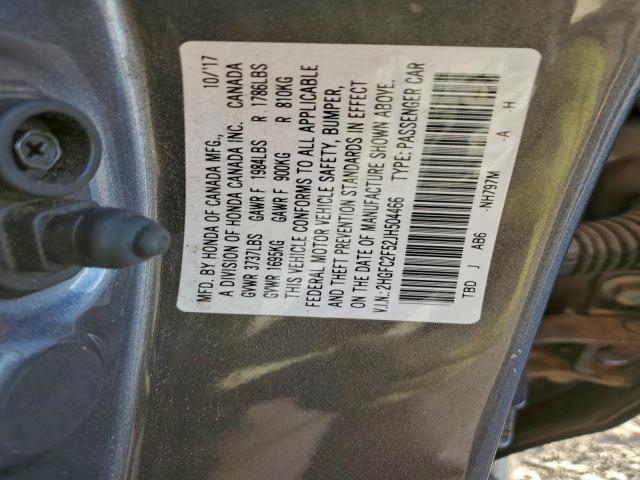 MFD. BY HONDA OF CANADA MFG., 10/17
A DIVISION OF HONDA CANADA INC. CANADA
GVWR 3737LBS GAWR F 1984LBS R 1786LBS
GVWR 1695KG GAWR F 900KG R 810KG
THIS VEHICLE CONFORMS TO ALL APPLICABLE
FEDERAL MOTOR VEHICLE SAFETY, BUMPER,
AND THEFT PREVENTION STANDARDS IN EFFECT
ON THE DATE OF MANUFACTURE SHOWN ABOVE.
V.I.N.:2HGFC2F52JH504466 TYPE:PASSENGER CAR
TBD J AB6 -NH797M -A -H